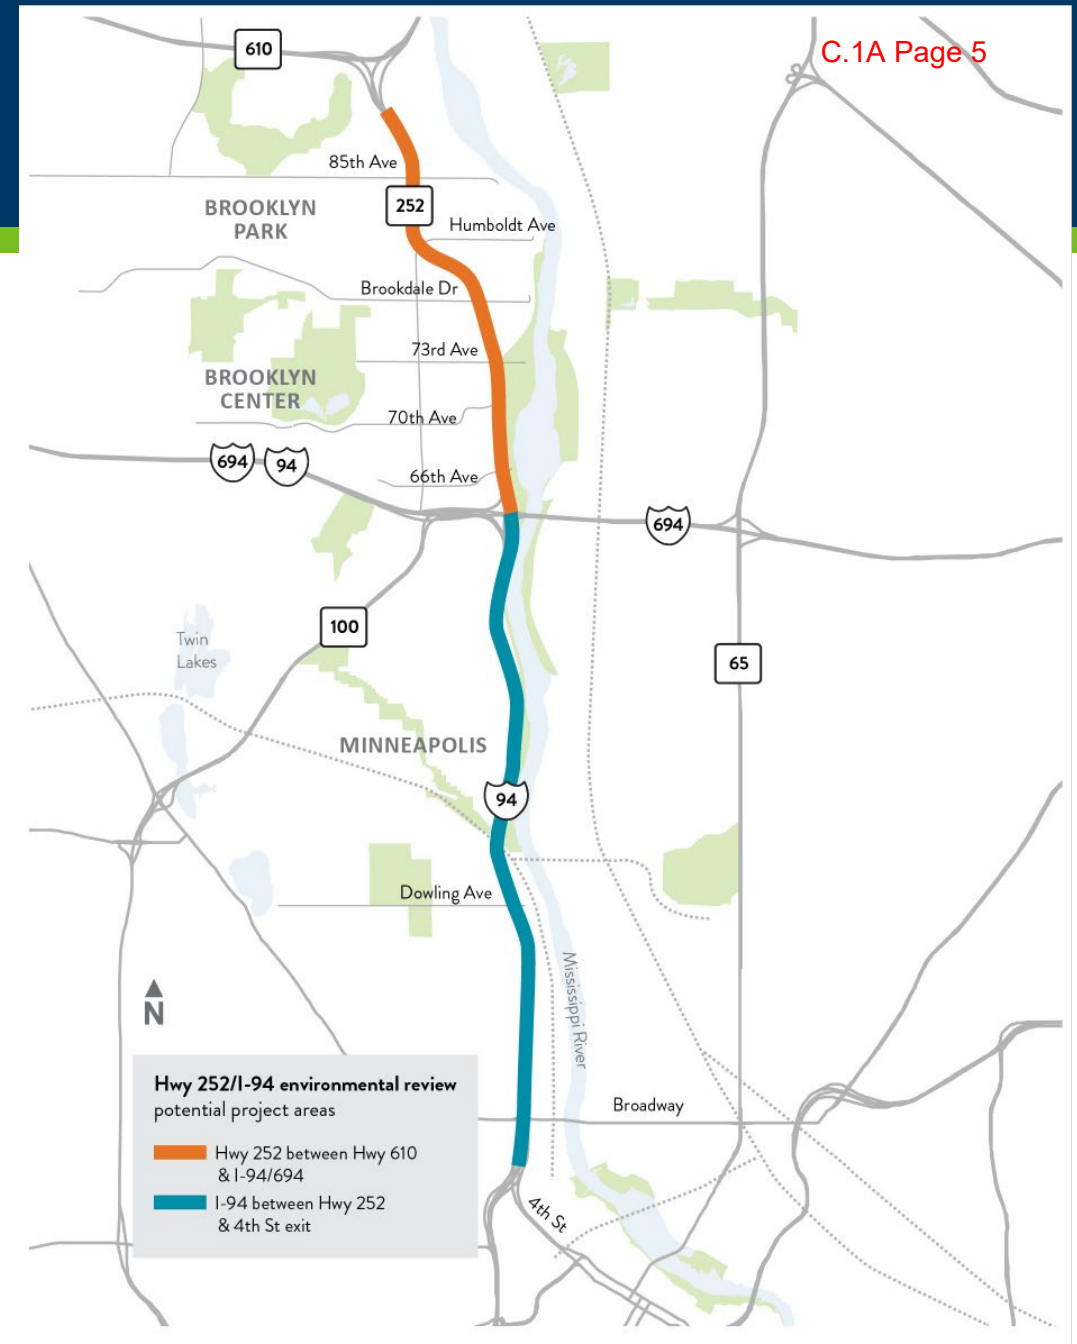 C.1A Page 5
610
85th Ave
252
BROOKLYN
PARK
Humboldt Ave
Brookdale Dr
73rd Ave
BROOKLYN
CENTER
70th Ave
694
94
66th Ave
694
100
Twin
Lakes
65
MINNEAPOLIS
94
Dowling Ave
Mississippi River
N
Hwy 252/I-94 environmental review
potential project areas
Hwy 252 between Hwy 610
& I-94/694
I-94 between Hwy 252
& 4th St exit
Broadway
4th St